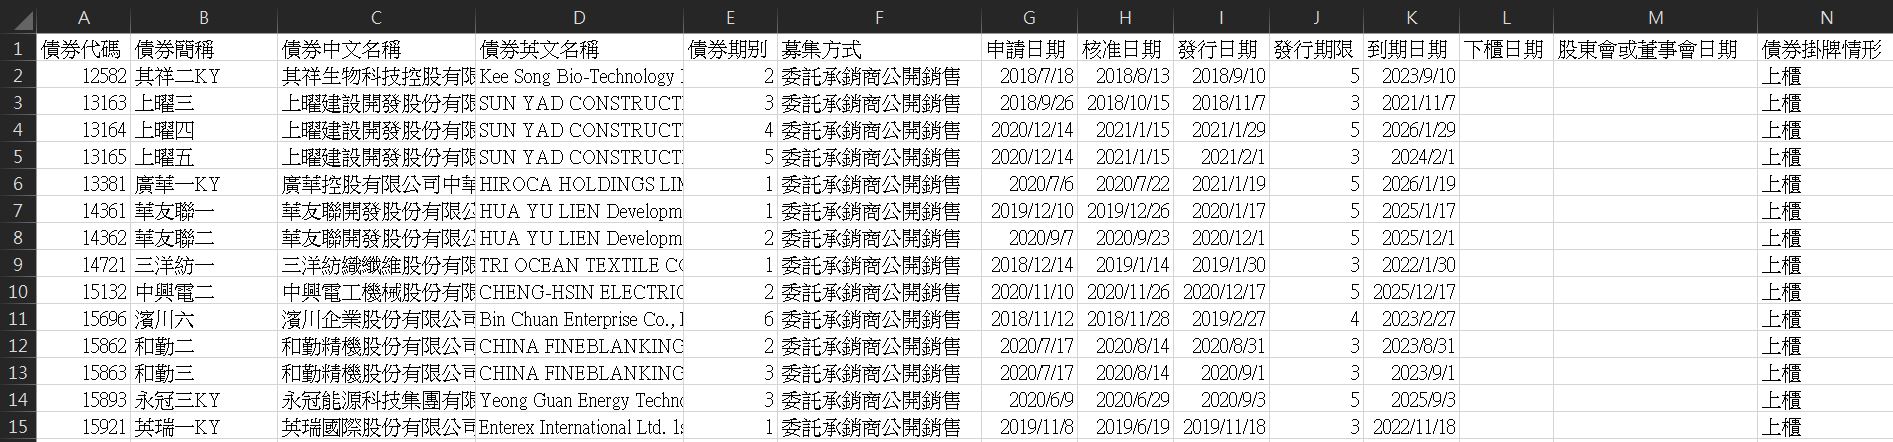 A B C D E F G H I J K L M N
1 債券代碼 債券簡稱 債券中文名稱 債券英文名稱 債券期別 募集方式 申請日期 核准日期 發行日期 發行期限 到期日期 下櫃日期 股東會或董事會日期 債券掛牌情形
2 12582 其祥二KY 其祥生物科技控股有限 Kee Song Bio-Technology 2 委託承銷商公開銷售 2018/7/18 2018/8/13 2018/9/10 5 2023/9/10 上櫃
3 13163 上曜三 上曜建設開發股份有限 SUN YAD CONSTRUCT 3 委託承銷商公開銷售 2018/9/26 2018/10/15 2018/11/7 3 2021/11/7 上櫃
4 13164 上曜四 上曜建設開發股份有限 SUN YAD CONSTRUCT 4 委託承銷商公開銷售 2020/12/14 2021/1/15 2021/1/29 5 2026/1/29 上櫃
5 13165 上曜五 上曜建設開發股份有限 SUN YAD CONSTRUCT 5 委託承銷商公開銷售 2020/12/14 2021/1/15 2021/2/1 3 2024/2/1 上櫃
6 13381 廣華一KY 廣華控股有限公司中華 HIROCA HOLDINGS LIM 1 委託承銷商公開銷售 2020/7/6 2020/7/22 2021/1/19 5 2026/1/19 上櫃
7 14361 華友聯一 華友聯開發股份有限公 HUA YU LIEN Developm 1 委託承銷商公開銷售 2019/12/10 2019/12/26 2020/1/17 5 2025/1/17 上櫃
8 14362 華友聯二 華友聯開發股份有限公 HUA YU LIEN Developm 2 委託承銷商公開銷售 2020/9/7 2020/9/23 2020/12/1 5 2025/12/1 上櫃
9 14721 三洋紡一 三洋紡織纖維股份有限 TRI OCEAN TEXTILE CO 1 委託承銷商公開銷售 2018/12/14 2019/1/14 2019/1/30 3 2022/1/30 上櫃
10 15132 中興電二 中興電工機械股份有限 CHENG-HSIN ELECTRIC 2 委託承銷商公開銷售 2020/11/10 2020/11/26 2020/12/17 5 2025/12/17 上櫃
11 15696 濱川六 濱川企業股份有限公司 Bin Chuan Enterprise Co., 6 委託承銷商公開銷售 2018/11/12 2018/11/28 2019/2/27 4 2023/2/27 上櫃
12 15862 和勤二 和勤精機股份有限公司 CHINA FINEBLANKING 2 委託承銷商公開銷售 2020/7/17 2020/8/14 2020/8/31 3 2023/8/31 上櫃
13 15863 和勤三 和勤精機股份有限公司 CHINA FINEBLANKING 3 委託承銷商公開銷售 2020/7/17 2020/8/14 2020/9/1 3 2023/9/1 上櫃
14 15893 永冠三KY 永冠能源科技集團有限 Yeong Guan Energy Techno 3 委託承銷商公開銷售 2020/6/9 2020/6/29 2020/9/3 5 2025/9/3 上櫃
15 15921 英瑞一KY 英瑞國際股份有限公司 Enterex International Ltd. 1s 1 委託承銷商公開銷售 2019/11/8 2019/6/19 2019/11/18 3 2022/11/18 上櫃